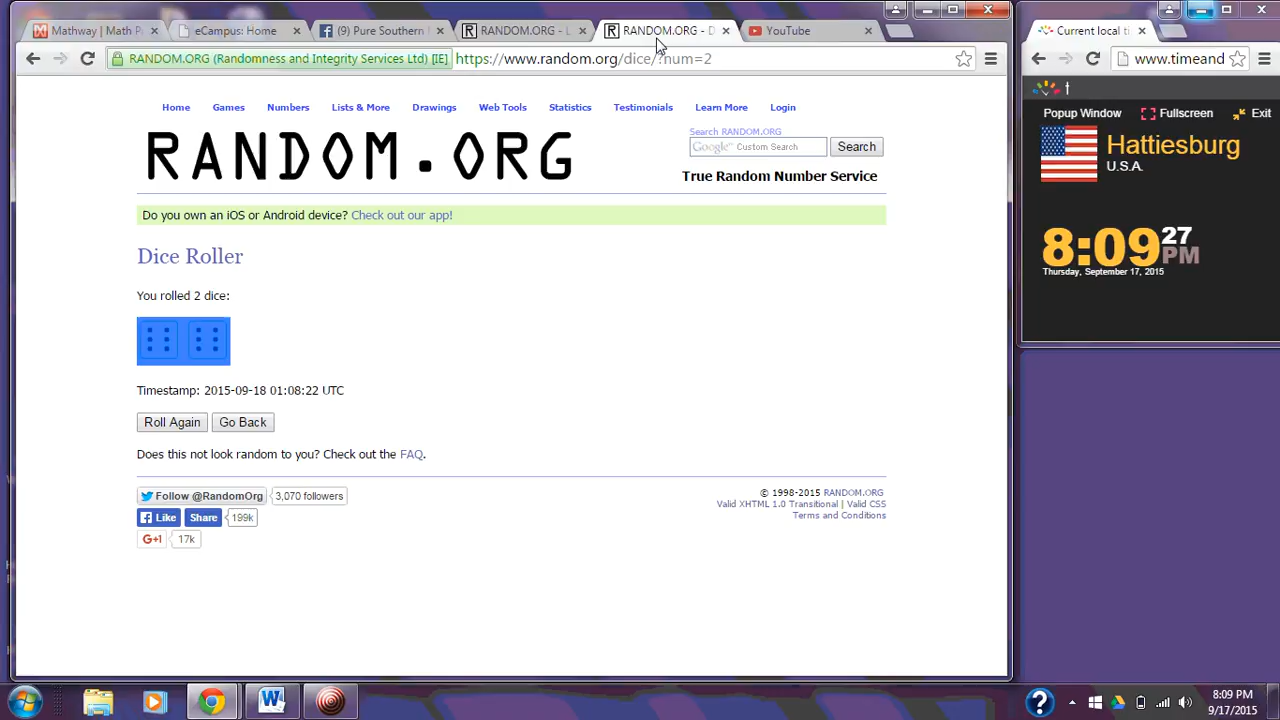 Mathway | Math P
eCampus: Home
(9) Pure Southern
RANDOM.ORG - L
RANDOM.ORG - D
YouTube
Current local ti
RANDOM.ORG (Randomness and Integrity Services Ltd) [IE]
https://www.random.org/dice/?num=2
www.timeand
Popup Window
Fullscreen
Exit
Home
Games
Numbers
Lists & More
Drawings
Web Tools
Statistics
Testimonials
Learn More
Login
RANDOM.ORG
Search RANDOM.ORG
Google™ Custom Search
Search
True Random Number Service
Hattiesburg
U.S.A.
Do you own an iOS or Android device? Check out our app!
8:09 27 PM
Thursday, September 17, 2015
Dice Roller
You rolled 2 dice:
Timestamp: 2015-09-18 01:08:22 UTC
Roll Again
Go Back
Does this not look random to you? Check out the FAQ.
Follow @RandomOrg
3,070 followers
Like
Share
199k
G+1
17k
© 1998-2015 RANDOM.ORG
Valid XHTML 1.0 Transitional | Valid CSS
Terms and Conditions
8:09 PM
9/17/2015